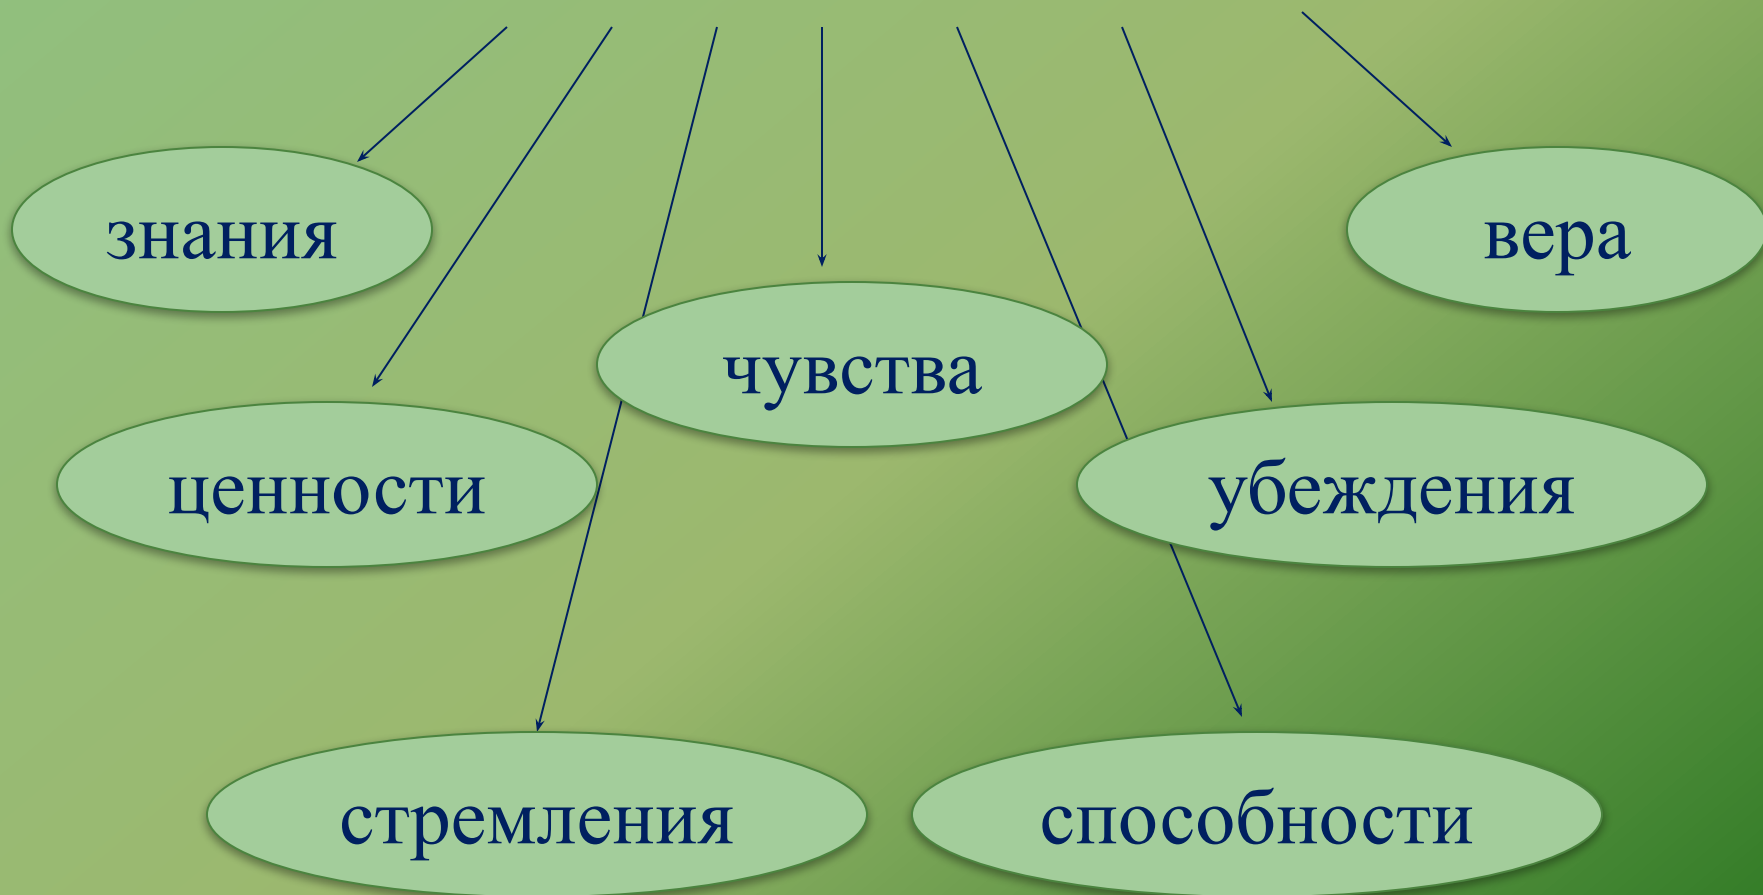 знания
вера
чувства
ценности
убеждения
стремления
способности